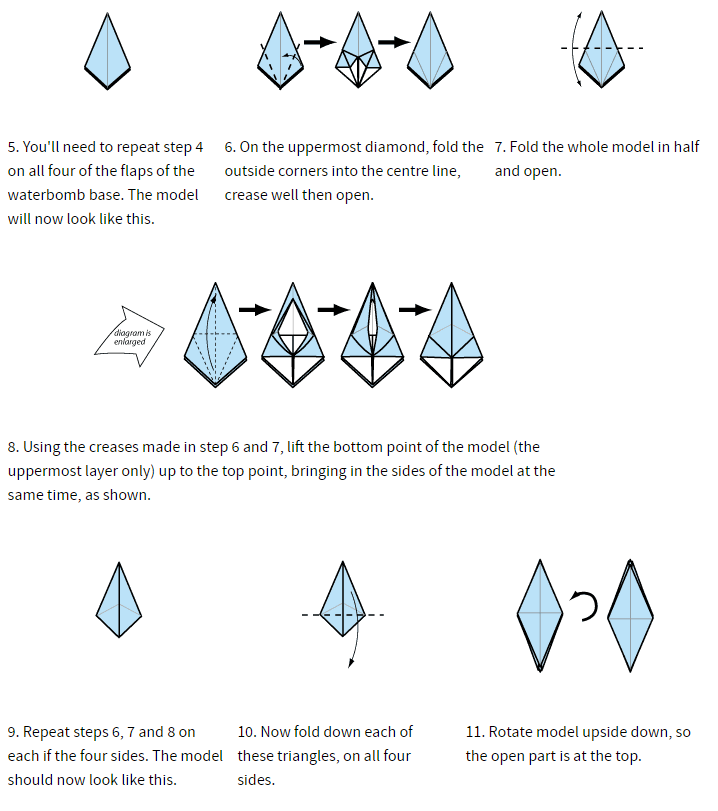 5. You'll need to repeat step 4
on all four of the flaps of the
waterbomb base. The model
will now look like this.
6. On the uppermost diamond, fold the
outside corners into the centre line,
crease well then open.
7. Fold the whole model in half
and open.
diagram is
enlarged
8. Using the creases made in step 6 and 7, lift the bottom point of the model (the
uppermost layer only) up to the top point, bringing in the sides of the model at the
same time, as shown.
9. Repeat steps 6, 7 and 8 on
each if the four sides. The model
should now look like this.
10. Now fold down each of
these triangles, on all four
sides.
11. Rotate model upside down, so
the open part is at the top.